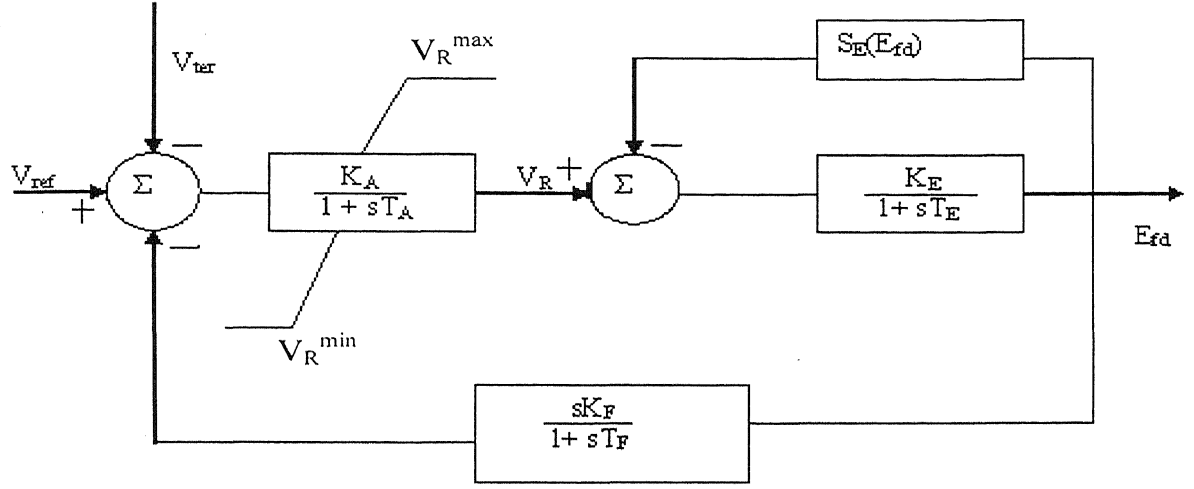 V_R^max
S_E(E_fd)
V_ter
−
−
V_ref
+
Σ
K_A
1 + sT_A
V_R
+
Σ
K_E
1 + sT_E
E_fd
−
V_R^min
sK_F
1+ sT_F